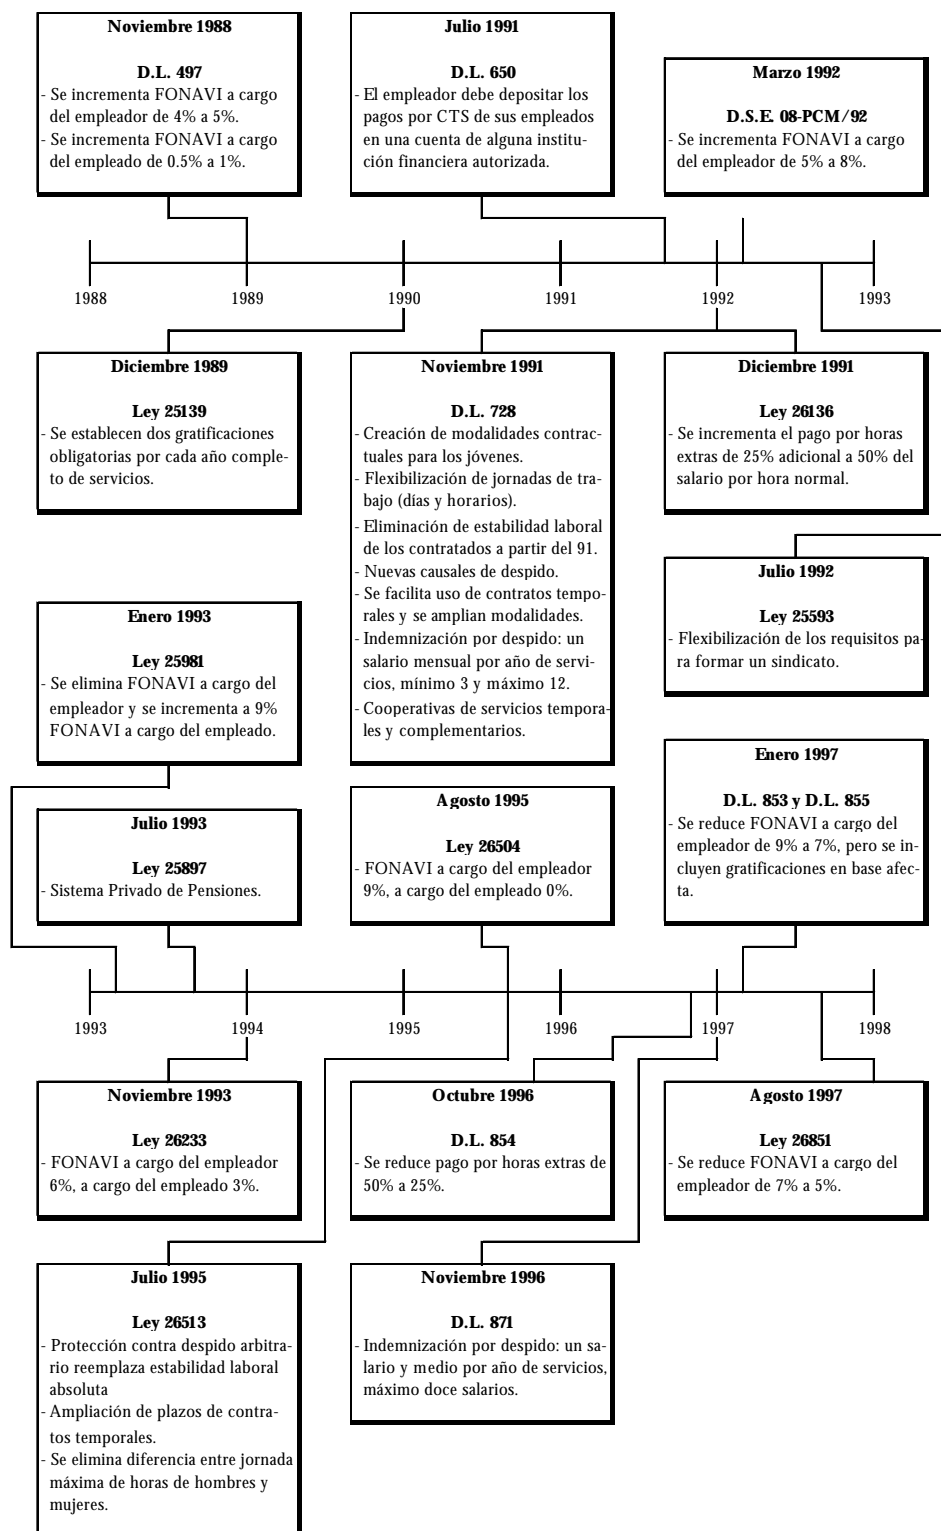 Noviembre 1988
D.L. 497
- Se incrementa FONAVI a cargo
del empleador de 4% a 5%.
- Se incrementa FONAVI a cargo
del empleado de 0.5% a 1%.
Julio 1991
D.L. 650
- El empleador debe depositar los
pagos por CTS de sus empleados
en una cuenta de alguna institu-
ción financiera autorizada.
Marzo 1992
D.S.E. 08-PCM/92
- Se incrementa FONAVI a cargo
del empleador de 5% a 8%.
1988
1989
1990
1991
1992
1993
Diciembre 1989
Ley 25139
- Se establecen dos gratificaciones
obligatorias por cada año comple-
to de servicios.
Noviembre 1991
D.L. 728
- Creación de modalidades contrac-
tuales para los jóvenes.
- Flexibilización de jornadas de tra-
bajo (días y horarios).
- Eliminación de estabilidad laboral
de los contratados a partir del 91.
- Nuevas causales de despido.
- Se facilita uso de contratos tempo-
rales y se amplian modalidades.
- Indemnización por despido: un
salario mensual por año de servi-
cios, mínimo 3 y máximo 12.
- Cooperativas de servicios tempora-
les y complementarios.
Diciembre 1991
Ley 26136
- Se incrementa el pago por horas
extras de 25% adicional a 50% del
salario por hora normal.
Julio 1992
Ley 25593
- Flexibilización de los requisitos pa-
ra formar un sindicato.
Enero 1993
Ley 25981
- Se elimina FONAVI a cargo del
empleador y se incrementa a 9%
FONAVI a cargo del empleado.
Julio 1993
Ley 25897
- Sistema Privado de Pensiones.
Agosto 1995
Ley 26504
- FONAVI a cargo del empleador
9%, a cargo del empleado 0%.
Enero 1997
D.L. 853 y D.L. 855
- Se reduce FONAVI a cargo del
empleador de 9% a 7%, pero se in-
cluyen gratificaciones en base afec-
ta.
1993
1994
1995
1996
1997
1998
Noviembre 1993
Ley 26233
- FONAVI a cargo del empleador
6%, a cargo del empleado 3%.
Octubre 1996
D.L. 854
- Se reduce pago por horas extras de
50% a 25%.
Agosto 1997
Ley 26851
- Se reduce FONAVI a cargo del
empleador de 7% a 5%.
Julio 1995
Ley 26513
- Protección contra despido arbitra-
rio reemplaza estabilidad laboral
absoluta
- Ampliación de plazos de contra-
tos temporales.
- Se elimina diferencia entre jornada
máxima de horas de hombres y
mujeres.
Noviembre 1996
D.L. 871
- Indemnización por despido: un sa-
lario y medio por año de servicios,
máximo doce salarios.